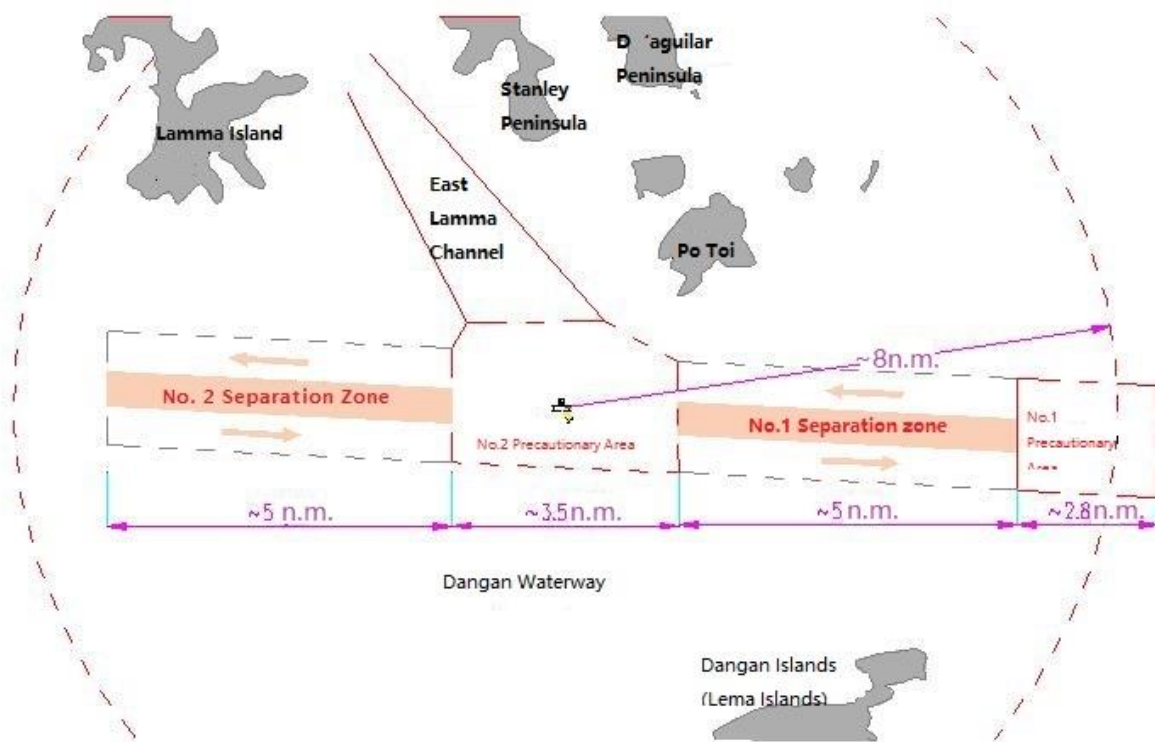 D 'aguilar
Peninsula
Stanley
Peninsula
Lamma Island
East
Lamma
Channel
Po Toi
~8n.m.
No. 2 Separation Zone
No.1 Separation zone
No.1
Precautionary
Area
No.2 Precautionary Area
~5 n.m.
~3.5n.m.
~5n.m.
~2.8n.m.
Dangan Waterway
Dangan Islands
(Lema Islands)